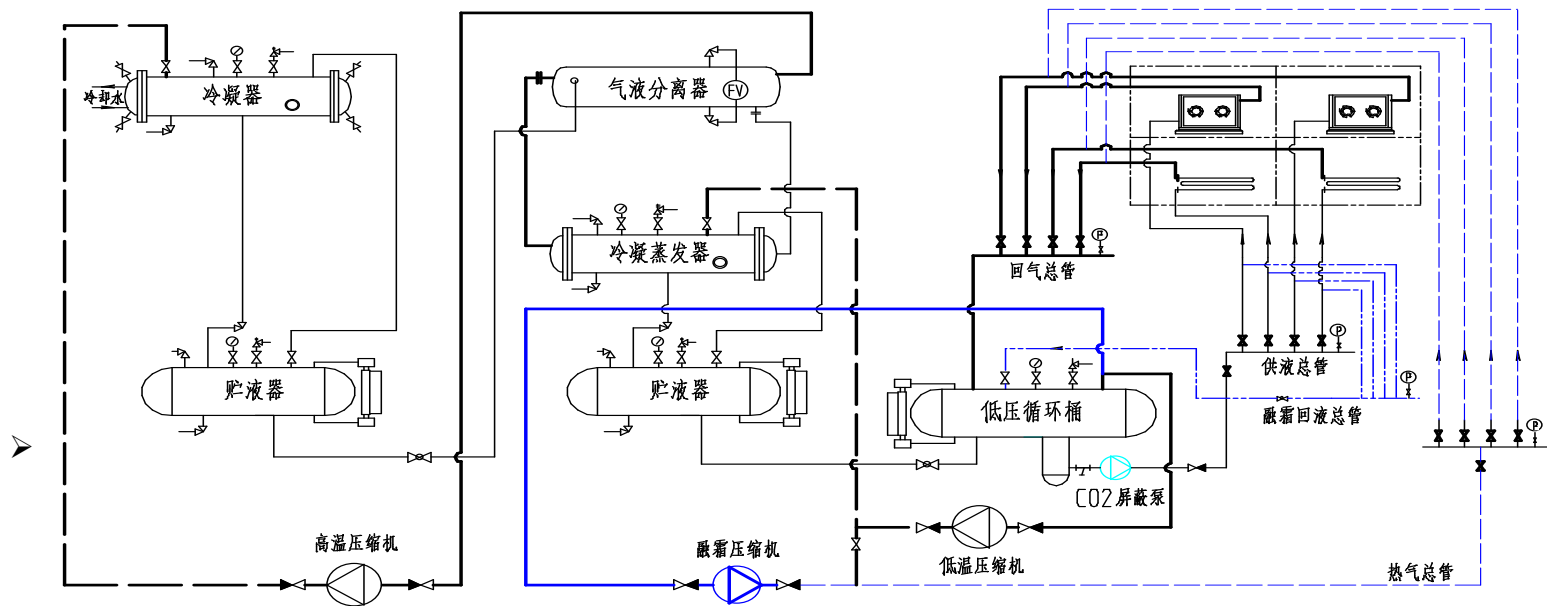 冷凝器
冷却水
气液分离器
FV
冷凝蒸发器
P
回气总管
P
供液总管
贮液器
贮液器
低压循环桶
P
融霜回液总管
P
CO2屏蔽泵
高温压缩机
融霜压缩机
低温压缩机
热气总管